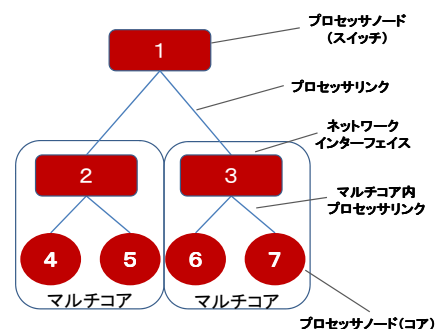 プロセッサノード
(スイッチ)
1
プロセッサリンク
ネットワーク
インターフェイス
2
3
マルチコア内
プロセッサリンク
4
5
6
7
マルチコア
マルチコア
プロセッサノード(コア)